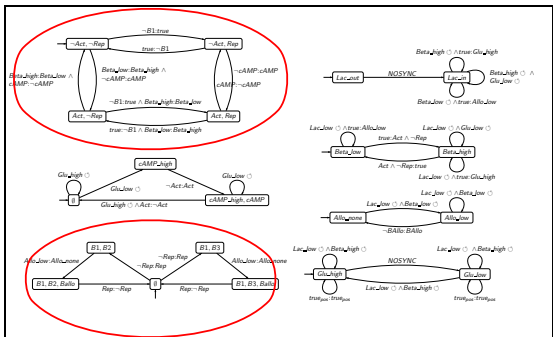 ¬B1:true
¬Act, ¬Rep
¬Act, Rep
true:¬B1
Beta_high:Beta_low ∧
cAMP:¬cAMP
Beta_low:Beta_high ∧
¬cAMP:cAMP
¬cAMP:cAMP
cAMP:¬cAMP
¬B1:true ∧ Beta_high:Beta_low
Act, ¬Rep
Act, Rep
true:¬B1 ∧ Beta_low:Beta_high
cAMP_high
Glu_high ↻
Glu_low ↻
¬Act:Act
Glu_low ↻
∅
Glu_high ↻ ∧Act:¬Act
cAMP_high, cAMP
B1, B2
B1, B3
Allo_low:Allo_none
¬Rep:Rep
¬Rep:Rep
Allo_low:Allo_none
B1, B2, Ballo
Rep:¬Rep
∅
Rep:¬Rep
B1, B3, Ballo
Beta_high ↻ ∧true:Glu_high
Lac_out
NOSYNC
Lac_in
Beta_high ↻ ∧
Glu_low ↻
Beta_low ↻ ∧true:Allo_low
Lac_low ↻ ∧true:Allo_low
true:Act ∧ ¬Rep
Lac_high ↻ ∧Glu_low ↻
Beta_low
Beta_high
Act ∧ ¬Rep:true
Lac_high ↻ ∧true:Glu_high
Lac_low ↻ ∧Beta_low ↻
Lac_low ↻ ∧Beta_low ↻
Allo_none
Allo_low
¬BAllo:BAllo
Lac_low ↻ ∧Beta_high ↻
NOSYNC
Lac_low ↻ ∧Beta_high ↻
Glu_high
Glu_low
Lac_low ↻ ∧Beta_high ↻
true_pos:true_pos
true_pos:true_pos